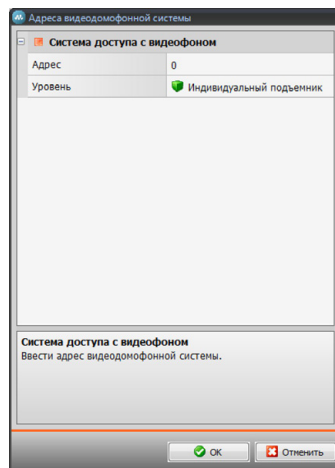 Адреса видеодомофонной системы
Система доступа с видеофоном
Адрес 0
Уровень Индивидуальный подъемник
Система доступа с видеофоном
Ввести адрес видеодомофонной системы.
OK Отменить